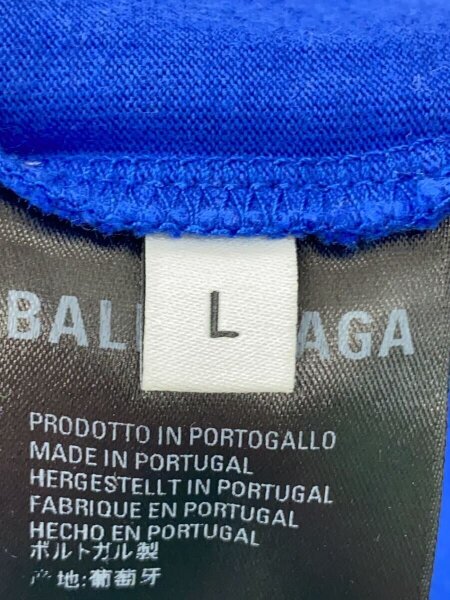 L
BAL AGA
PRODOTTO IN PORTOGALLO
MADE IN PORTUGAL
HERGESTELLT IN PORTUGAL
FABRIQUE EN PORTUGAL
HECHO EN PORTUGAL
ポルトガル製
产地:葡萄牙